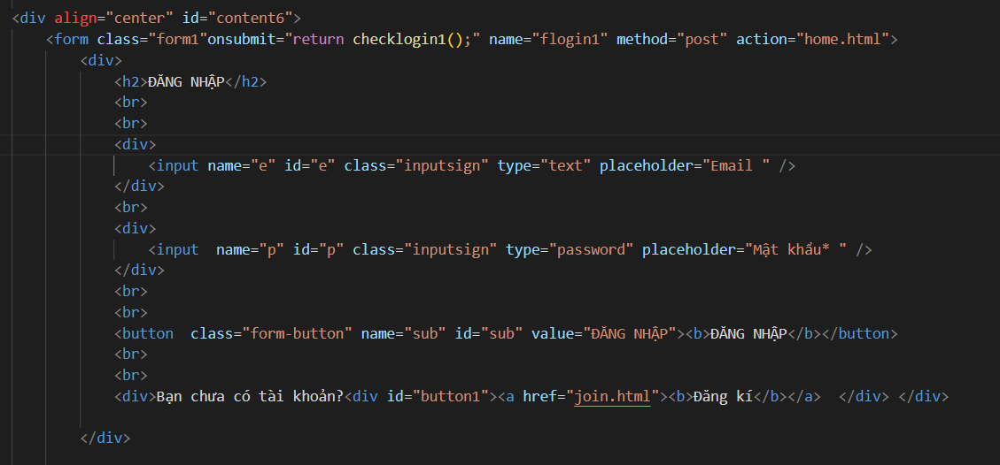 <div align="center" id="content6">
<form class="form1"onsubmit="return checklogin1();" name="flogin1" method="post" action="home.html">
<div>
<h2>ĐĂNG NHẬP</h2>
<br>
<br>
<div>
<input name="e" id="e" class="inputsign" type="text" placeholder="Email " />
</div>
<br>
<div>
<input  name="p" id="p" class="inputsign" type="password" placeholder="Mật khẩu* " />
</div>
<br>
<br>
<button  class="form-button" name="sub" id="sub" value="ĐĂNG NHẬP"><b>ĐĂNG NHẬP</b></button>
<br>
<br>
<div>Bạn chưa có tài khoản?<div id="button1"><a href="join.html"><b>Đăng kí</b></a>  </div> </div>
</div>